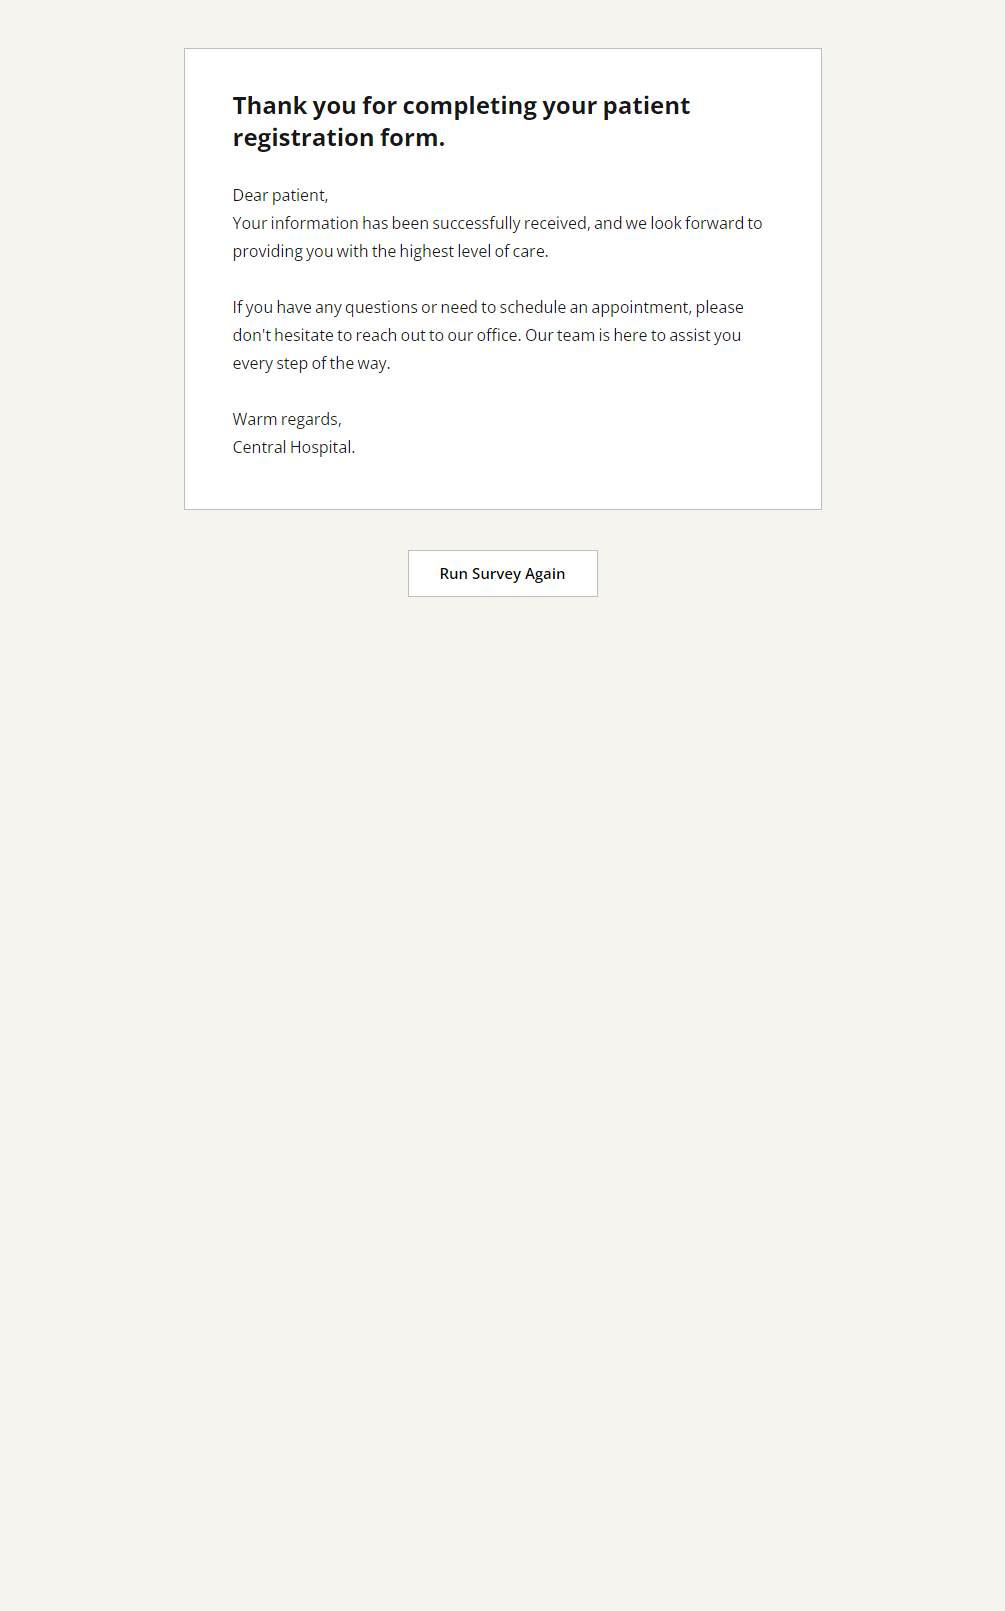 Thank you for completing your patient
registration form.
Dear patient,
Your information has been successfully received, and we look forward to
providing you with the highest level of care.
If you have any questions or need to schedule an appointment, please
don't hesitate to reach out to our office. Our team is here to assist you
every step of the way.
Warm regards,
Central Hospital.
Run Survey Again